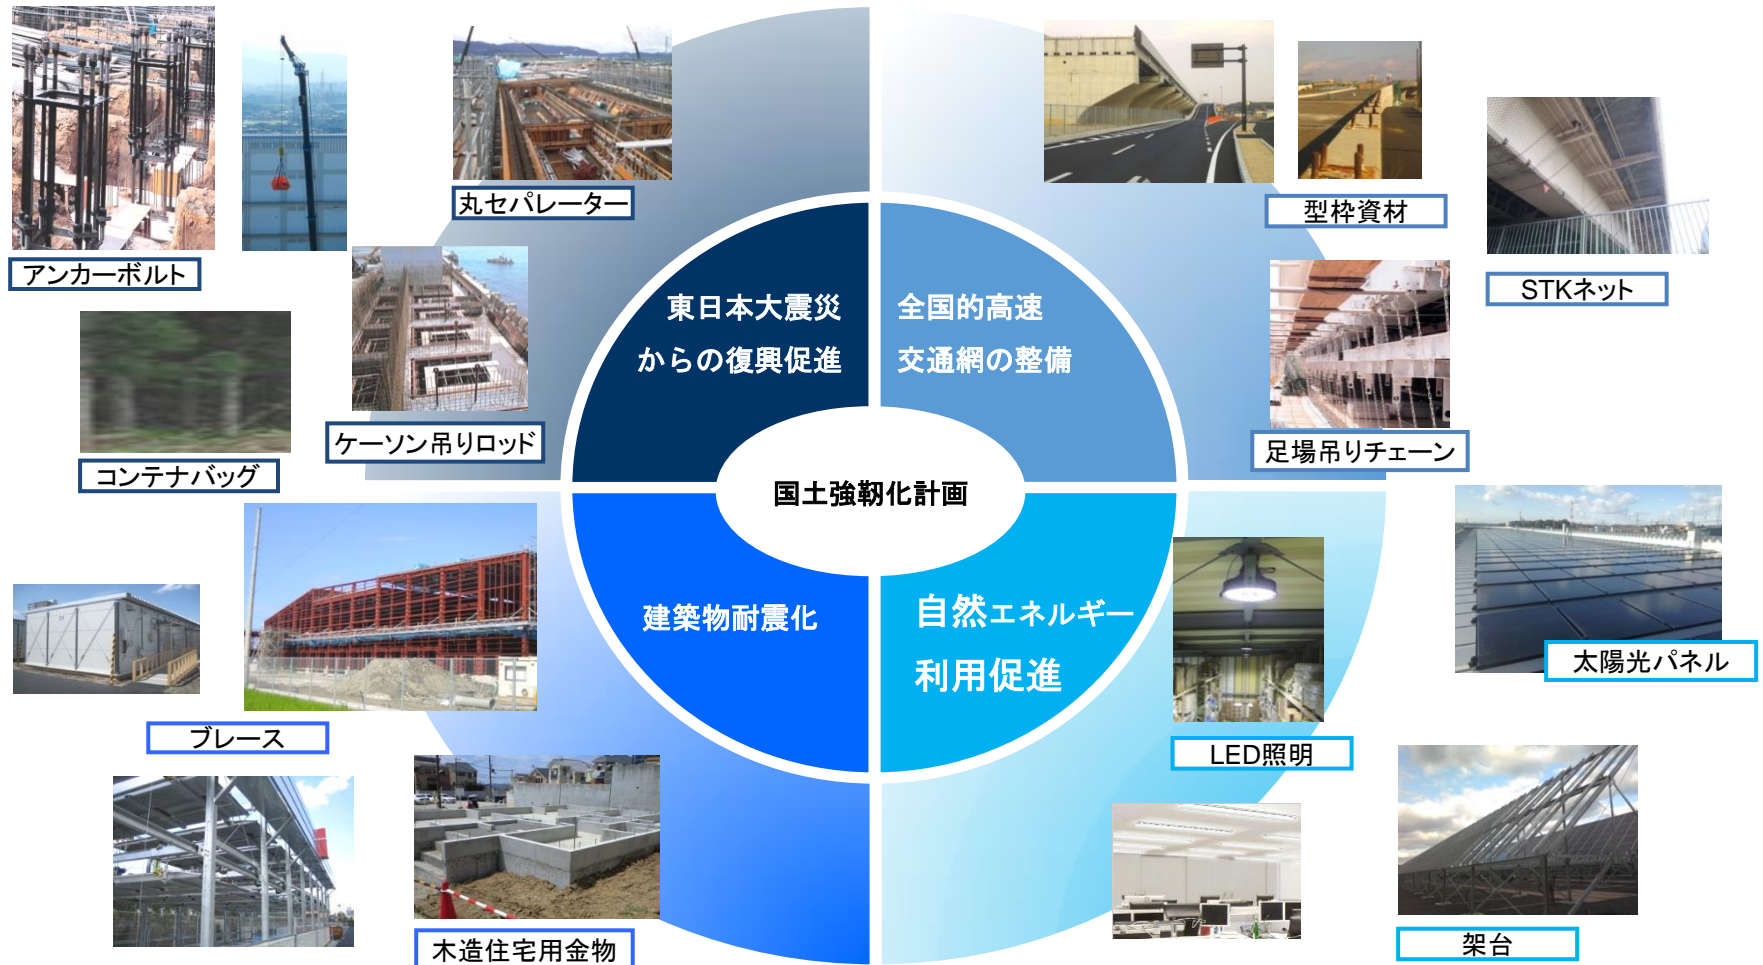 丸セパレーター
型枠資材
アンカーボルト
STKネット
東日本大震災
からの復興促進
全国的高速
交通網の整備
ケーソン吊りロッド
足場吊りチェーン
コンテナバッグ
国土強靭化計画
建築物耐震化
自然エネルギー
利用促進
太陽光パネル
ブレース
LED照明
木造住宅用金物
架台